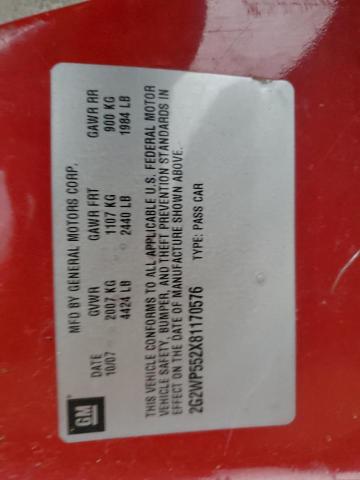 GM
MFD BY GENERAL MOTORS CORP.
DATE GVWR GAWR FRT GAWR RR
10/07 2007 KG 1107 KG 900 KG
4424 LB 2440 LB 1984 LB
THIS VEHICLE CONFORMS TO ALL APPLICABLE U.S. FEDERAL MOTOR
VEHICLE SAFETY, BUMPER, AND THEFT PREVENTION STANDARDS IN
EFFECT ON THE DATE OF MANUFACTURE SHOWN ABOVE.
2G2WP552X81170576 TYPE: PASS CAR